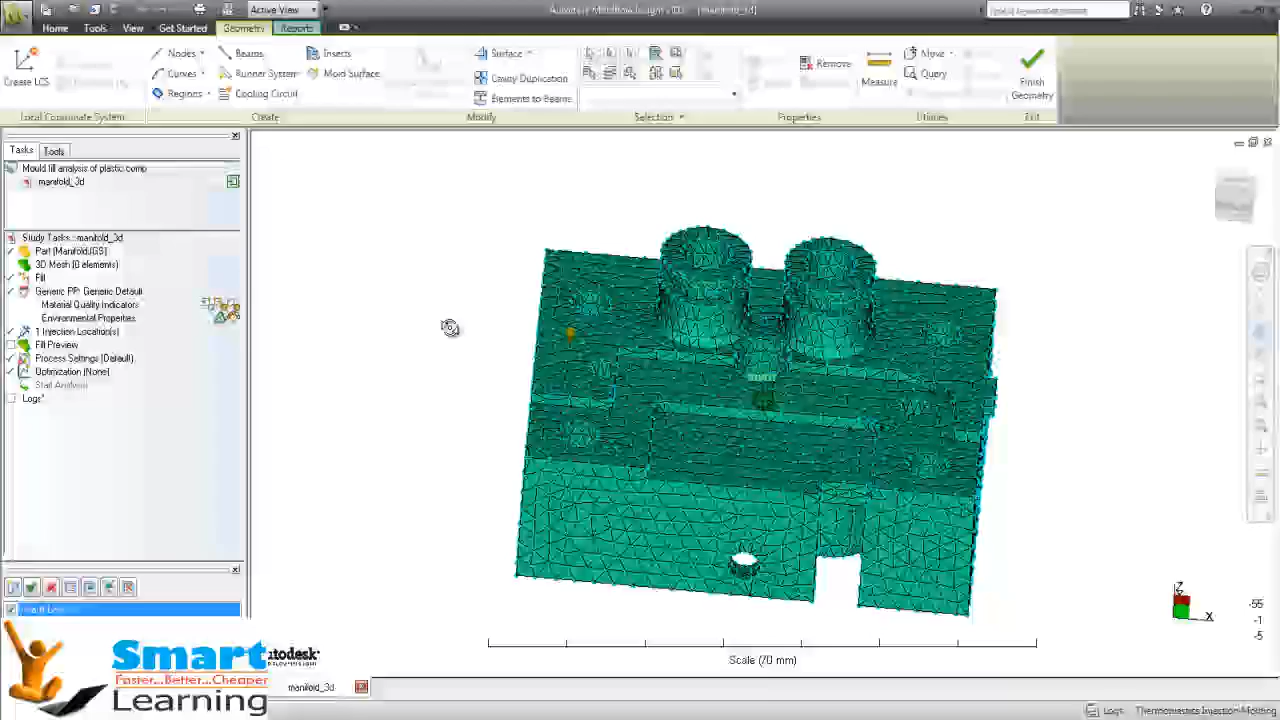 Active View
Home Tools View Get Started Geometry Reports
Create LCS
Nodes
Curves
Regions
Beams
Runner System
Cooling Circuit
Inserts
Mold Surface
Surface
Cavity Duplication
Elements to Beams
Remove
Measure
Move
Query
Finish
Geometry
Local Coordinate System Create Modify Selection Properties Utilities Exit
Tasks Tools
Mould fill analysis of plastic comp
manifold_3d
Study Tasks: manifold_3d
Part (Manifold.IGS)
3D Mesh (0 elements)
Fill
Generic PP: Generic Default
Material Quality Indicators
Environmental Properties
1 Injection Location(s)
Fill Preview
Process Settings (Default)
Optimization (None)
Start Analysis
Logs*
Z
X
-55
-1
-5
Scale (70 mm)
Smart
Faster...Better...Cheaper
Learning
utodesk
manifold_3d
Logs Thermoplastics Injection Molding